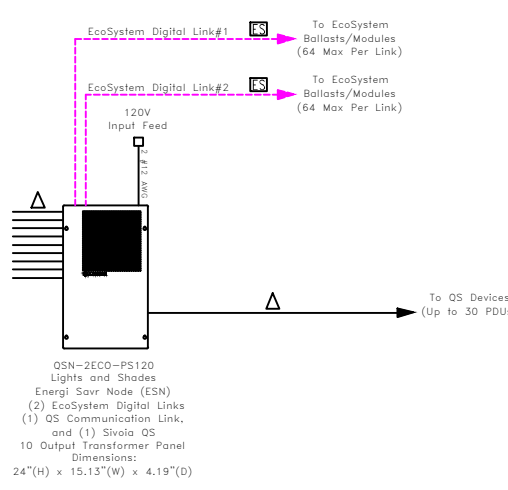 EcoSystem Digital Link#1
ES
To EcoSystem
Ballasts/Modules
(64 Max Per Link)
EcoSystem Digital Link#2
ES
To EcoSystem
Ballasts/Modules
(64 Max Per Link)
120V
Input Feed
2 #12 AWG
To QS Devices
(Up to 30 PDU
QSN-2ECO-PS120
Lights and Shades
Energi Savr Node (ESN)
(2) EcoSystem Digital Links
(1) QS Communication Link,
and (1) Sivoia QS
10 Output Transformer Panel
Dimensions:
24"(H) x 15.13"(W) x 4.19"(D)